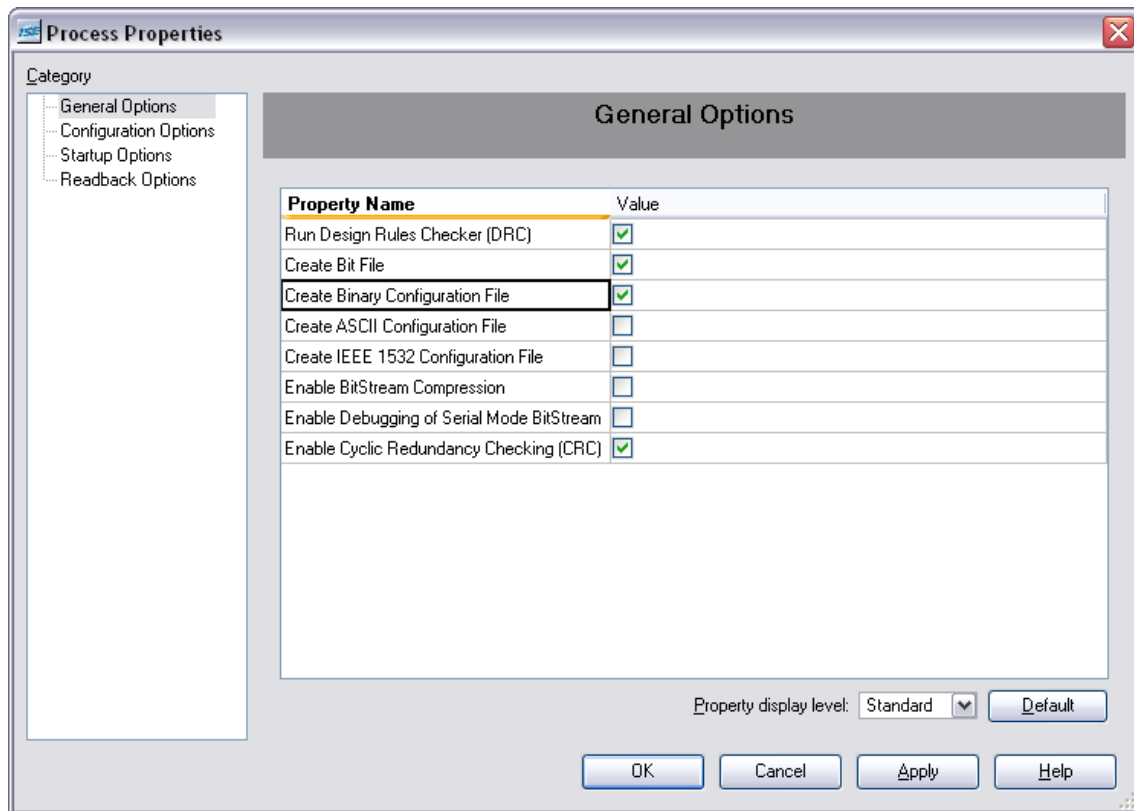 ISE Process Properties
Category
General Options
Configuration Options
Startup Options
Readback Options
General Options
Property Name Value
Run Design Rules Checker (DRC)
Create Bit File
Create Binary Configuration File
Create ASCII Configuration File
Create IEEE 1532 Configuration File
Enable BitStream Compression
Enable Debugging of Serial Mode BitStream
Enable Cyclic Redundancy Checking (CRC)
Property display level: Standard Default
OK Cancel Apply Help